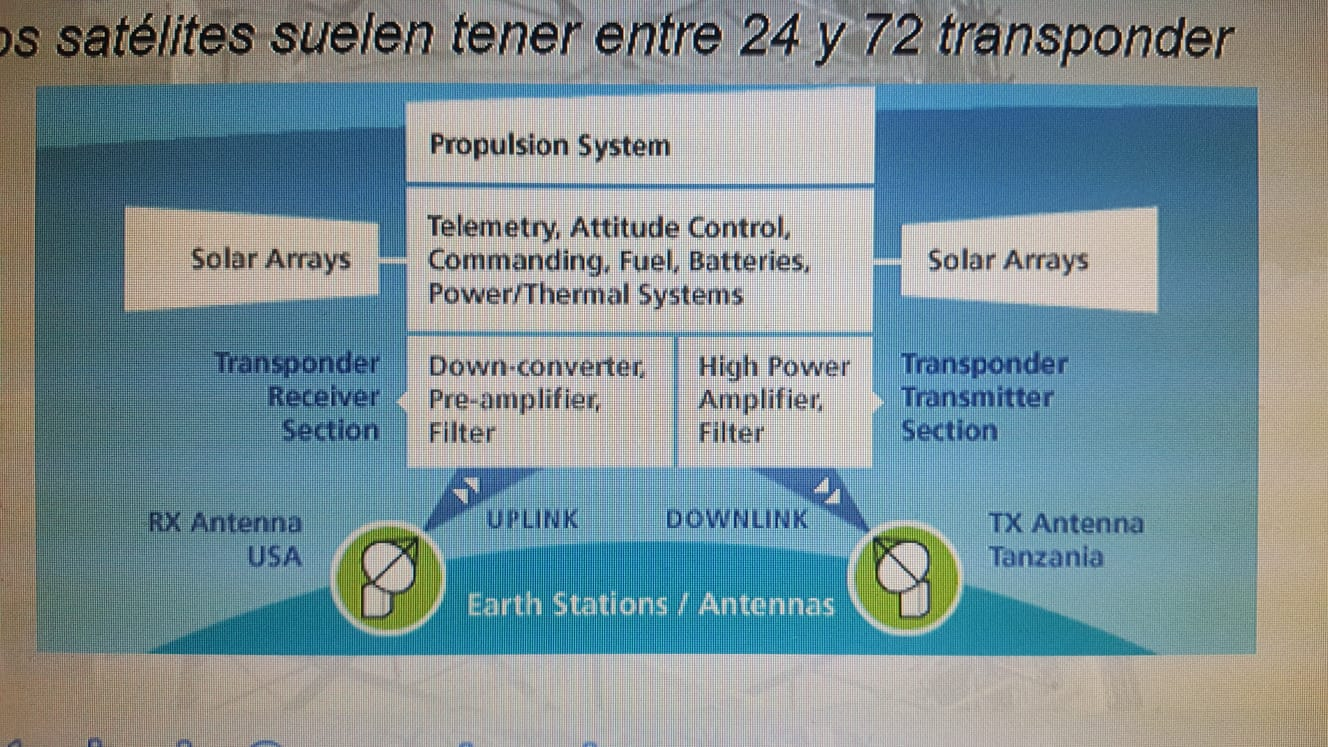 os satélites suelen tener entre 24 y 72 transponder
Propulsion System
Solar Arrays
Telemetry, Attitude Control,
Commanding, Fuel, Batteries,
Power/Thermal Systems
Solar Arrays
Transponder
Receiver
Section
Down-converter,
Pre-amplifier,
Filter
High Power
Amplifier,
Filter
Transponder
Transmitter
Section
RX Antenna
USA
UPLINK
DOWNLINK
TX Antenna
Tanzania
Earth Stations / Antennas